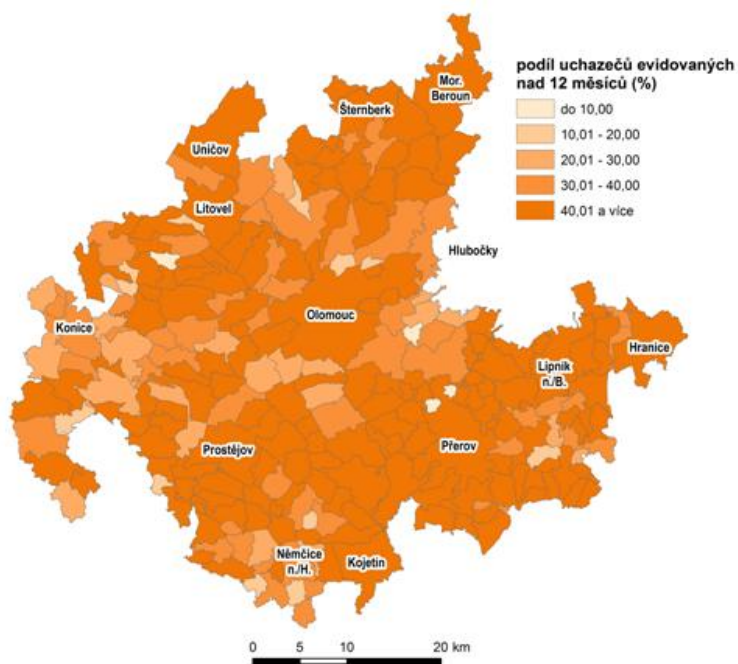 podíl uchazečů evidovaných
nad 12 měsíců (%)
do 10,00
10,01 - 20,00
20,01 - 30,00
30,01 - 40,00
40,01 a více
Mor.
Beroun
Šternberk
Uničov
Litovel
Hlubočky
Konice
Olomouc
Hranice
Lipník
n./B.
Prostějov
Přerov
Němčice
n./H.
Kojetín
0 5 10 20 km